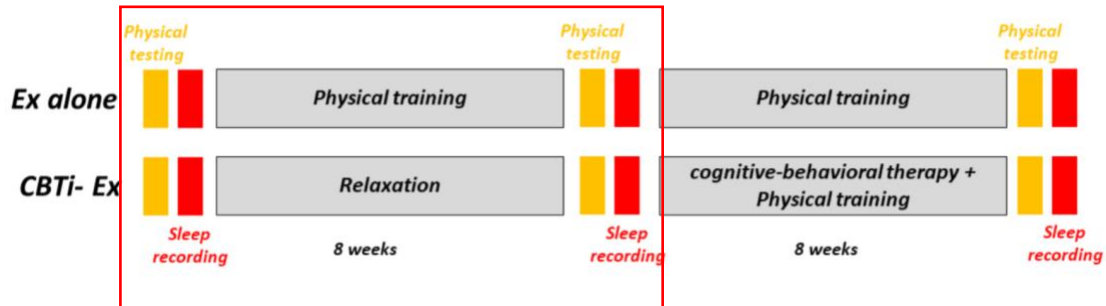 Physical
testing
Physical
testing
Physical
testing
Ex alone
Physical training
Physical training
CBTi- Ex
Relaxation
cognitive-behavioral therapy +
Physical training
Sleep
recording
8 weeks
Sleep
recording
8 weeks
Sleep
recording